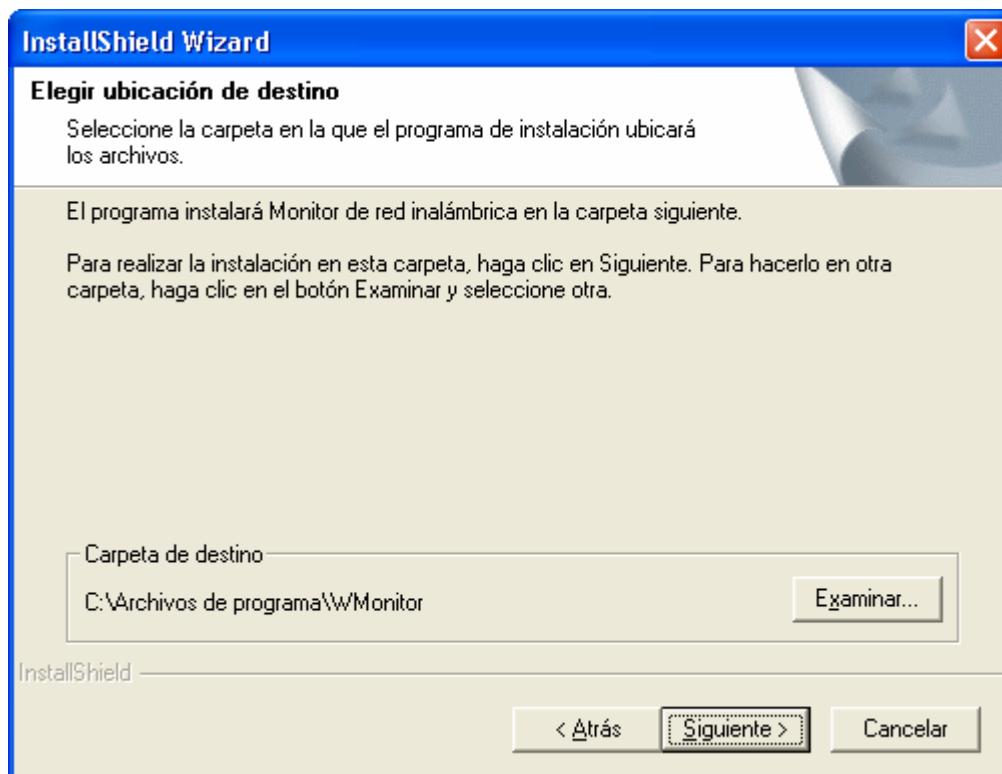 InstallShield Wizard
Elegir ubicación de destino
Seleccione la carpeta en la que el programa de instalación ubicará
los archivos.
El programa instalará Monitor de red inalámbrica en la carpeta siguiente.
Para realizar la instalación en esta carpeta, haga clic en Siguiente. Para hacerlo en otra
carpeta, haga clic en el botón Examinar y seleccione otra.
Carpeta de destino
C:\Archivos de programa\WMonitor
Examinar...
InstallShield
< Atrás
Siguiente >
Cancelar